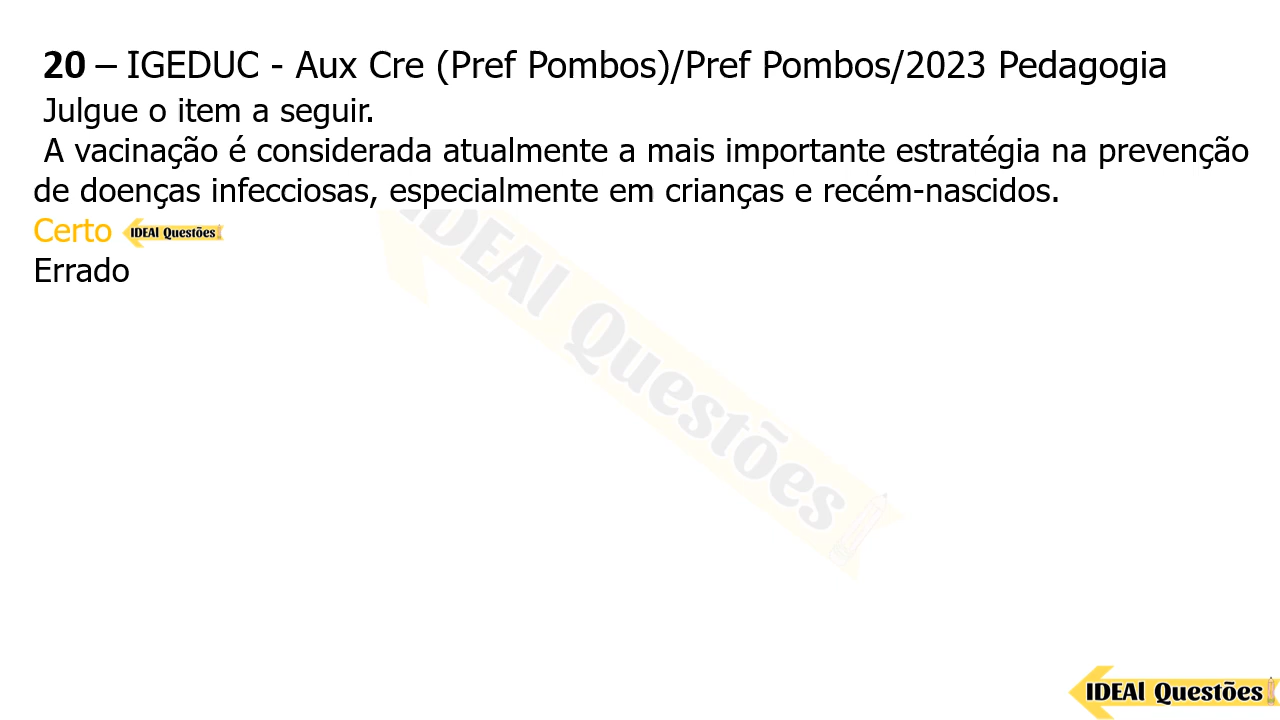 20 – IGEDUC - Aux Cre (Pref Pombos)/Pref Pombos/2023 Pedagogia
Julgue o item a seguir.
A vacinação é considerada atualmente a mais importante estratégia na prevenção
de doenças infecciosas, especialmente em crianças e recém-nascidos.
Certo IDEAl Questões
Errado
IDEAl Questões
IDEAl Questões